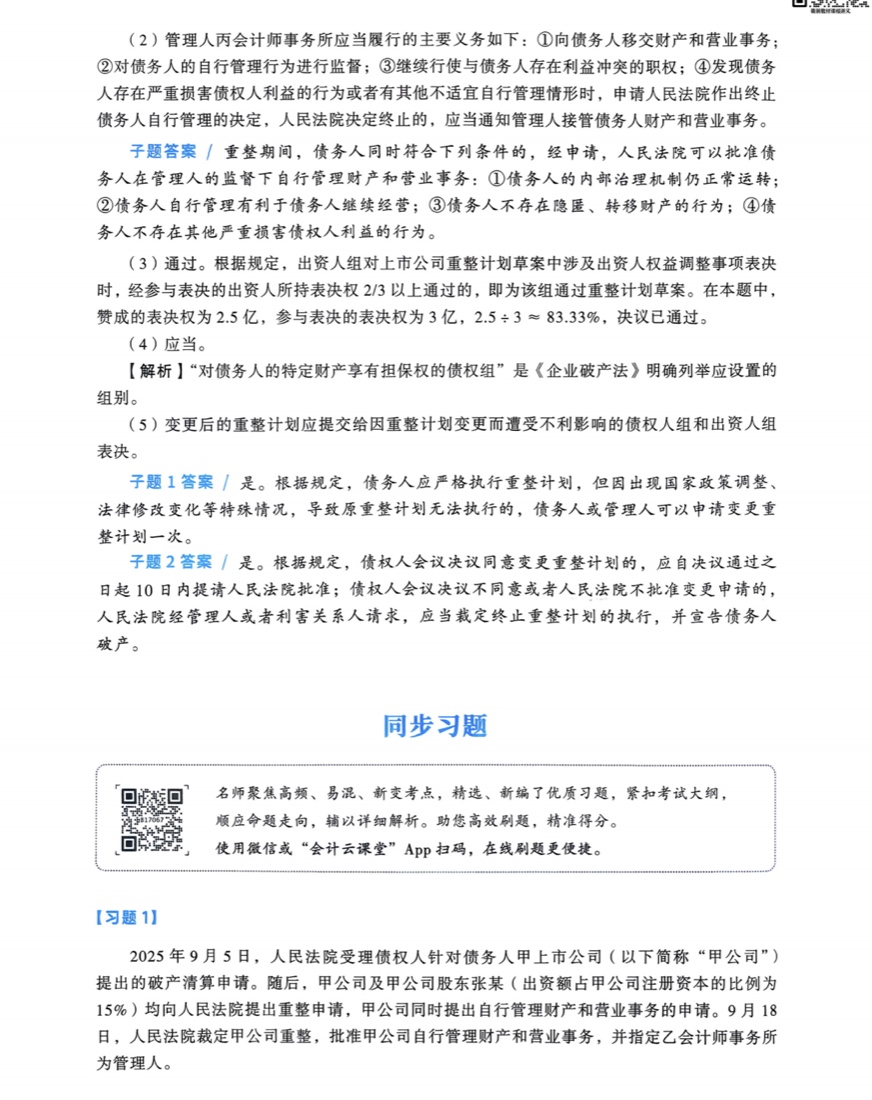 （2）管理人丙会计师事务所应当履行的主要义务如下：①向债务人移交财产和营业事务；
②对债务人的自行管理行为进行监督；③继续行使与债务人存在利益冲突的职权；④发现债务
人存在严重损害债权人利益的行为或者有其他不适宜自行管理情形时，申请人民法院作出终止
债务人自行管理的决定，人民法院决定终止的，应当通知管理人接管债务人财产和营业事务。
子题答案 / 重整期间，债务人同时符合下列条件的，经申请，人民法院可以批准债
务人在管理人的监督下自行管理财产和营业事务：①债务人的内部治理机制仍正常运转；
②债务人自行管理有利于债务人继续经营；③债务人不存在隐匿、转移财产的行为；④债
务人不存在其他严重损害债权人利益的行为。
（3）通过。根据规定，出资人组对上市公司重整计划草案中涉及出资人权益调整事项表决
时，经参与表决的出资人所持表决权 2/3 以上通过的，即为该组通过重整计划草案。在本题中，
赞成的表决权为 2.5 亿，参与表决的表决权为 3 亿，2.5 ÷ 3 ≈ 83.33%，决议已通过。
（4）应当。
【解析】“对债务人的特定财产享有担保权的债权组”是《企业破产法》明确列举应设置的
组别。
（5）变更后的重整计划应提交给因重整计划变更而遭受不利影响的债权人组和出资人组
表决。
子题 1 答案 / 是。根据规定，债务人应严格执行重整计划，但因出现国家政策调整、
法律修改变化等特殊情况，导致原重整计划无法执行的，债务人或管理人可以申请变更重
整计划一次。
子题 2 答案 / 是。根据规定，债权人会议决议同意变更重整计划的，应自决议通过之
日起 10 日内提请人民法院批准；债权人会议决议不同意或者人民法院不批准变更申请的，
人民法院经管理人或者利害关系人请求，应当裁定终止重整计划的执行，并宣告债务人
破产。
同步习题
名师聚焦高频、易混、新变考点，精选、新编了优质习题，紧扣考试大纲，
顺应命题走向，辅以详细解析。助您高效刷题，精准得分。
使用微信或“会计云课堂”App 扫码，在线刷题更便捷。
【习题 1】
2025 年 9 月 5 日，人民法院受理债权人针对债务人甲上市公司（以下简称“甲公司”）
提出的破产清算申请。随后，甲公司及甲公司股东张某（出资额占甲公司注册资本的比例为
15%）均向人民法院提出重整申请，甲公司同时提出自行管理财产和营业事务的申请。9 月 18
日，人民法院裁定甲公司重整，批准甲公司自行管理财产和营业事务，并指定乙会计师事务所
为管理人。